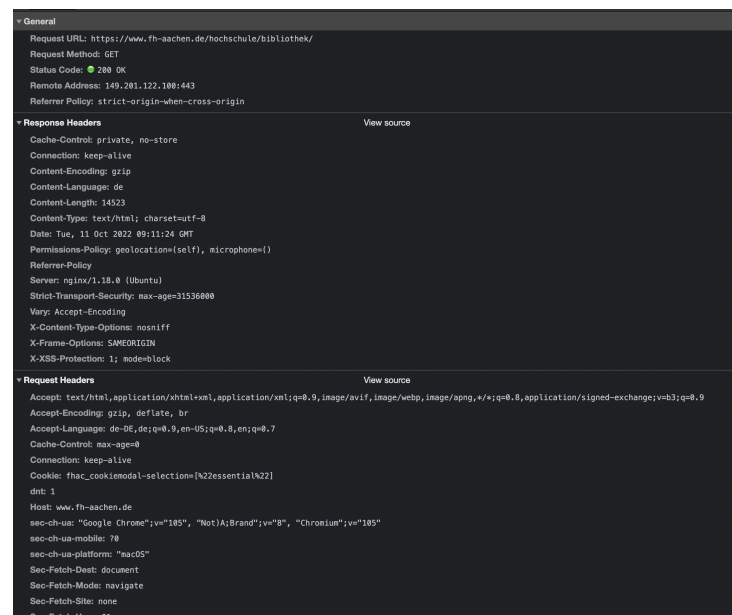 General
Request URL: https://www.fh-aachen.de/hochschule/bibliothek/
Request Method: GET
Status Code: 200 OK
Remote Address: 149.201.122.100:443
Referrer Policy: strict-origin-when-cross-origin
Response Headers View source
Cache-Control: private, no-store
Connection: keep-alive
Content-Encoding: gzip
Content-Language: de
Content-Length: 14523
Content-Type: text/html; charset=utf-8
Date: Tue, 11 Oct 2022 09:11:24 GMT
Permissions-Policy: geolocation=(self), microphone=()
Referrer-Policy
Server: nginx/1.18.0 (Ubuntu)
Strict-Transport-Security: max-age=31536000
Vary: Accept-Encoding
X-Content-Type-Options: nosniff
X-Frame-Options: SAMEORIGIN
X-XSS-Protection: 1; mode=block
Request Headers View source
Accept: text/html,application/xhtml+xml,application/xml;q=0.9,image/avif,image/webp,image/apng,*/*;q=0.8,application/signed-exchange;v=b3;q=0.9
Accept-Encoding: gzip, deflate, br
Accept-Language: de-DE,de;q=0.9,en-US;q=0.8,en;q=0.7
Cache-Control: max-age=0
Connection: keep-alive
Cookie: fhac_cookiemodal-selection=[%22essential%22]
dnt: 1
Host: www.fh-aachen.de
sec-ch-ua: "Google Chrome";v="105", "Not)A;Brand";v="8", "Chromium";v="105"
sec-ch-ua-mobile: ?0
sec-ch-ua-platform: "macOS"
Sec-Fetch-Dest: document
Sec-Fetch-Mode: navigate
Sec-Fetch-Site: none